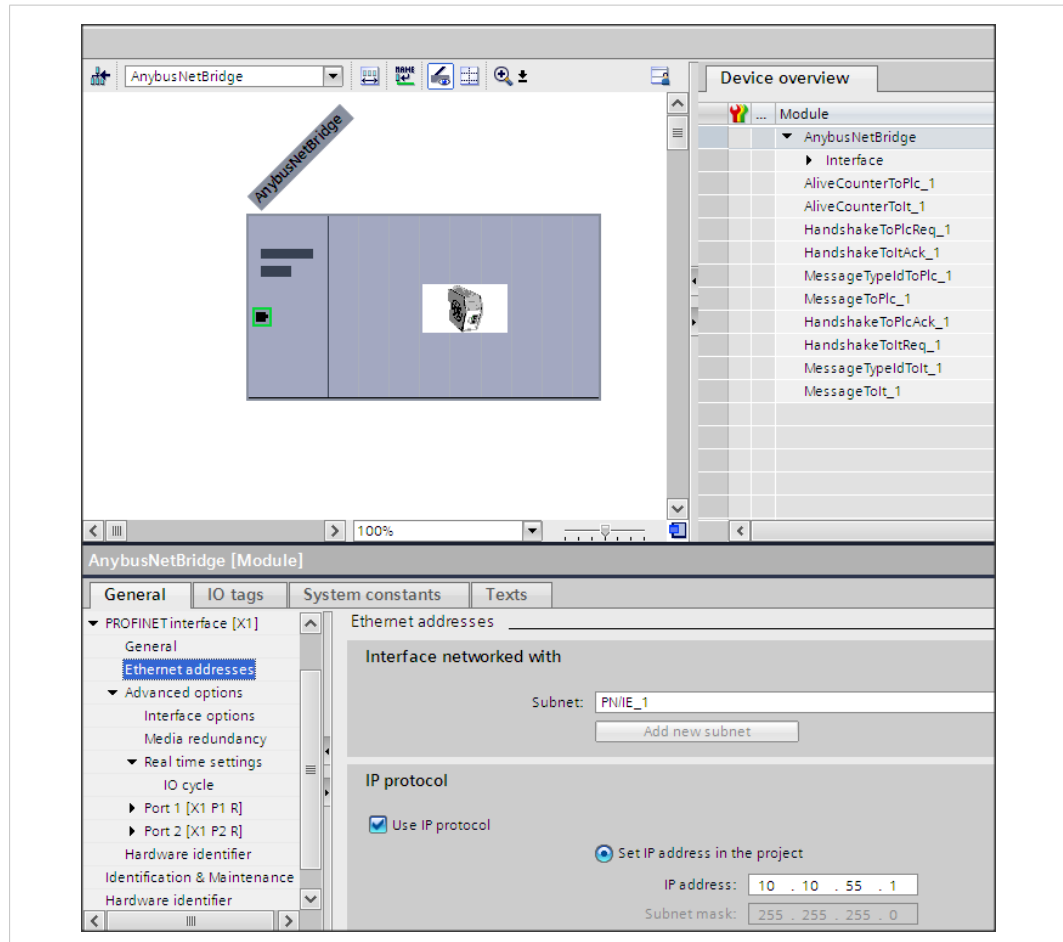 AnybusNetBridge
NAME
Device overview
... Module
AnybusNetBridge
AnybusNetBridge
Interface
AliveCounterToPlc_1
AliveCounterToIt_1
HandshakeToPlcReq_1
HandshakeToItAck_1
MessageTypeIdToPlc_1
MessageToPlc_1
HandshakeToPlcAck_1
HandshakeToItReq_1
MessageTypeIdToIt_1
MessageToIt_1
100%
AnybusNetBridge [Module]
General IO tags System constants Texts
PROFINET interface [X1]
General
Ethernet addresses
Advanced options
Interface options
Media redundancy
Real time settings
IO cycle
Port 1 [X1 P1 R]
Port 2 [X1 P2 R]
Hardware identifier
Identification & Maintenance
Hardware identifier
Ethernet addresses
Interface networked with
Subnet: PN/IE_1
Add new subnet
IP protocol
Use IP protocol
Set IP address in the project
IP address: 10 . 10 . 55 . 1
Subnet mask: 255 . 255 . 255 . 0